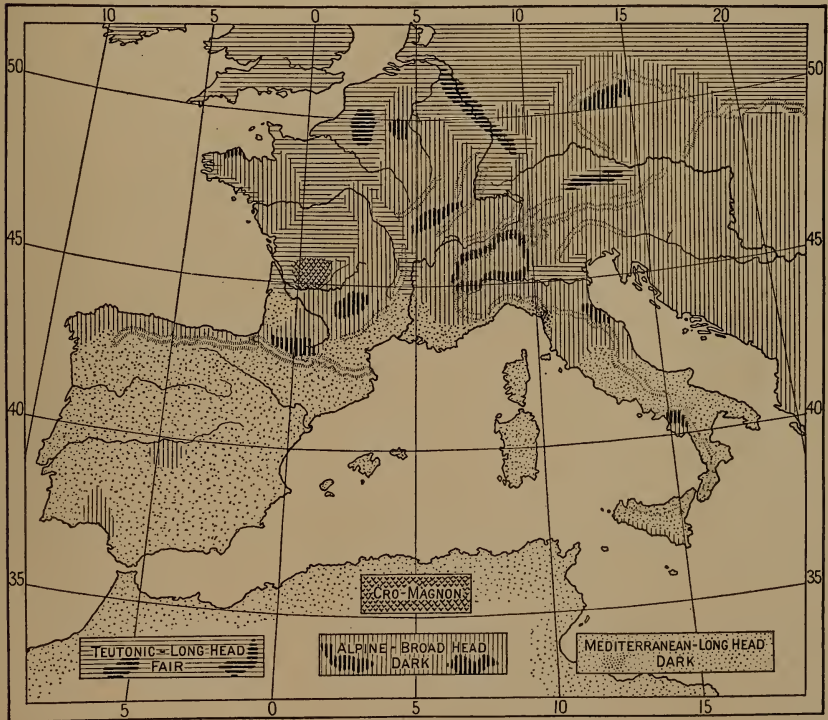 10 5 0 5 10 15 20
50 50
45 45
40 40
35 35
CRO-MAGNON
TEUTONIC-LONG HEAD
FAIR
ALPINE-BROAD HEAD
DARK
MEDITERRANEAN-LONG HEAD
DARK
5 0 5 10 15